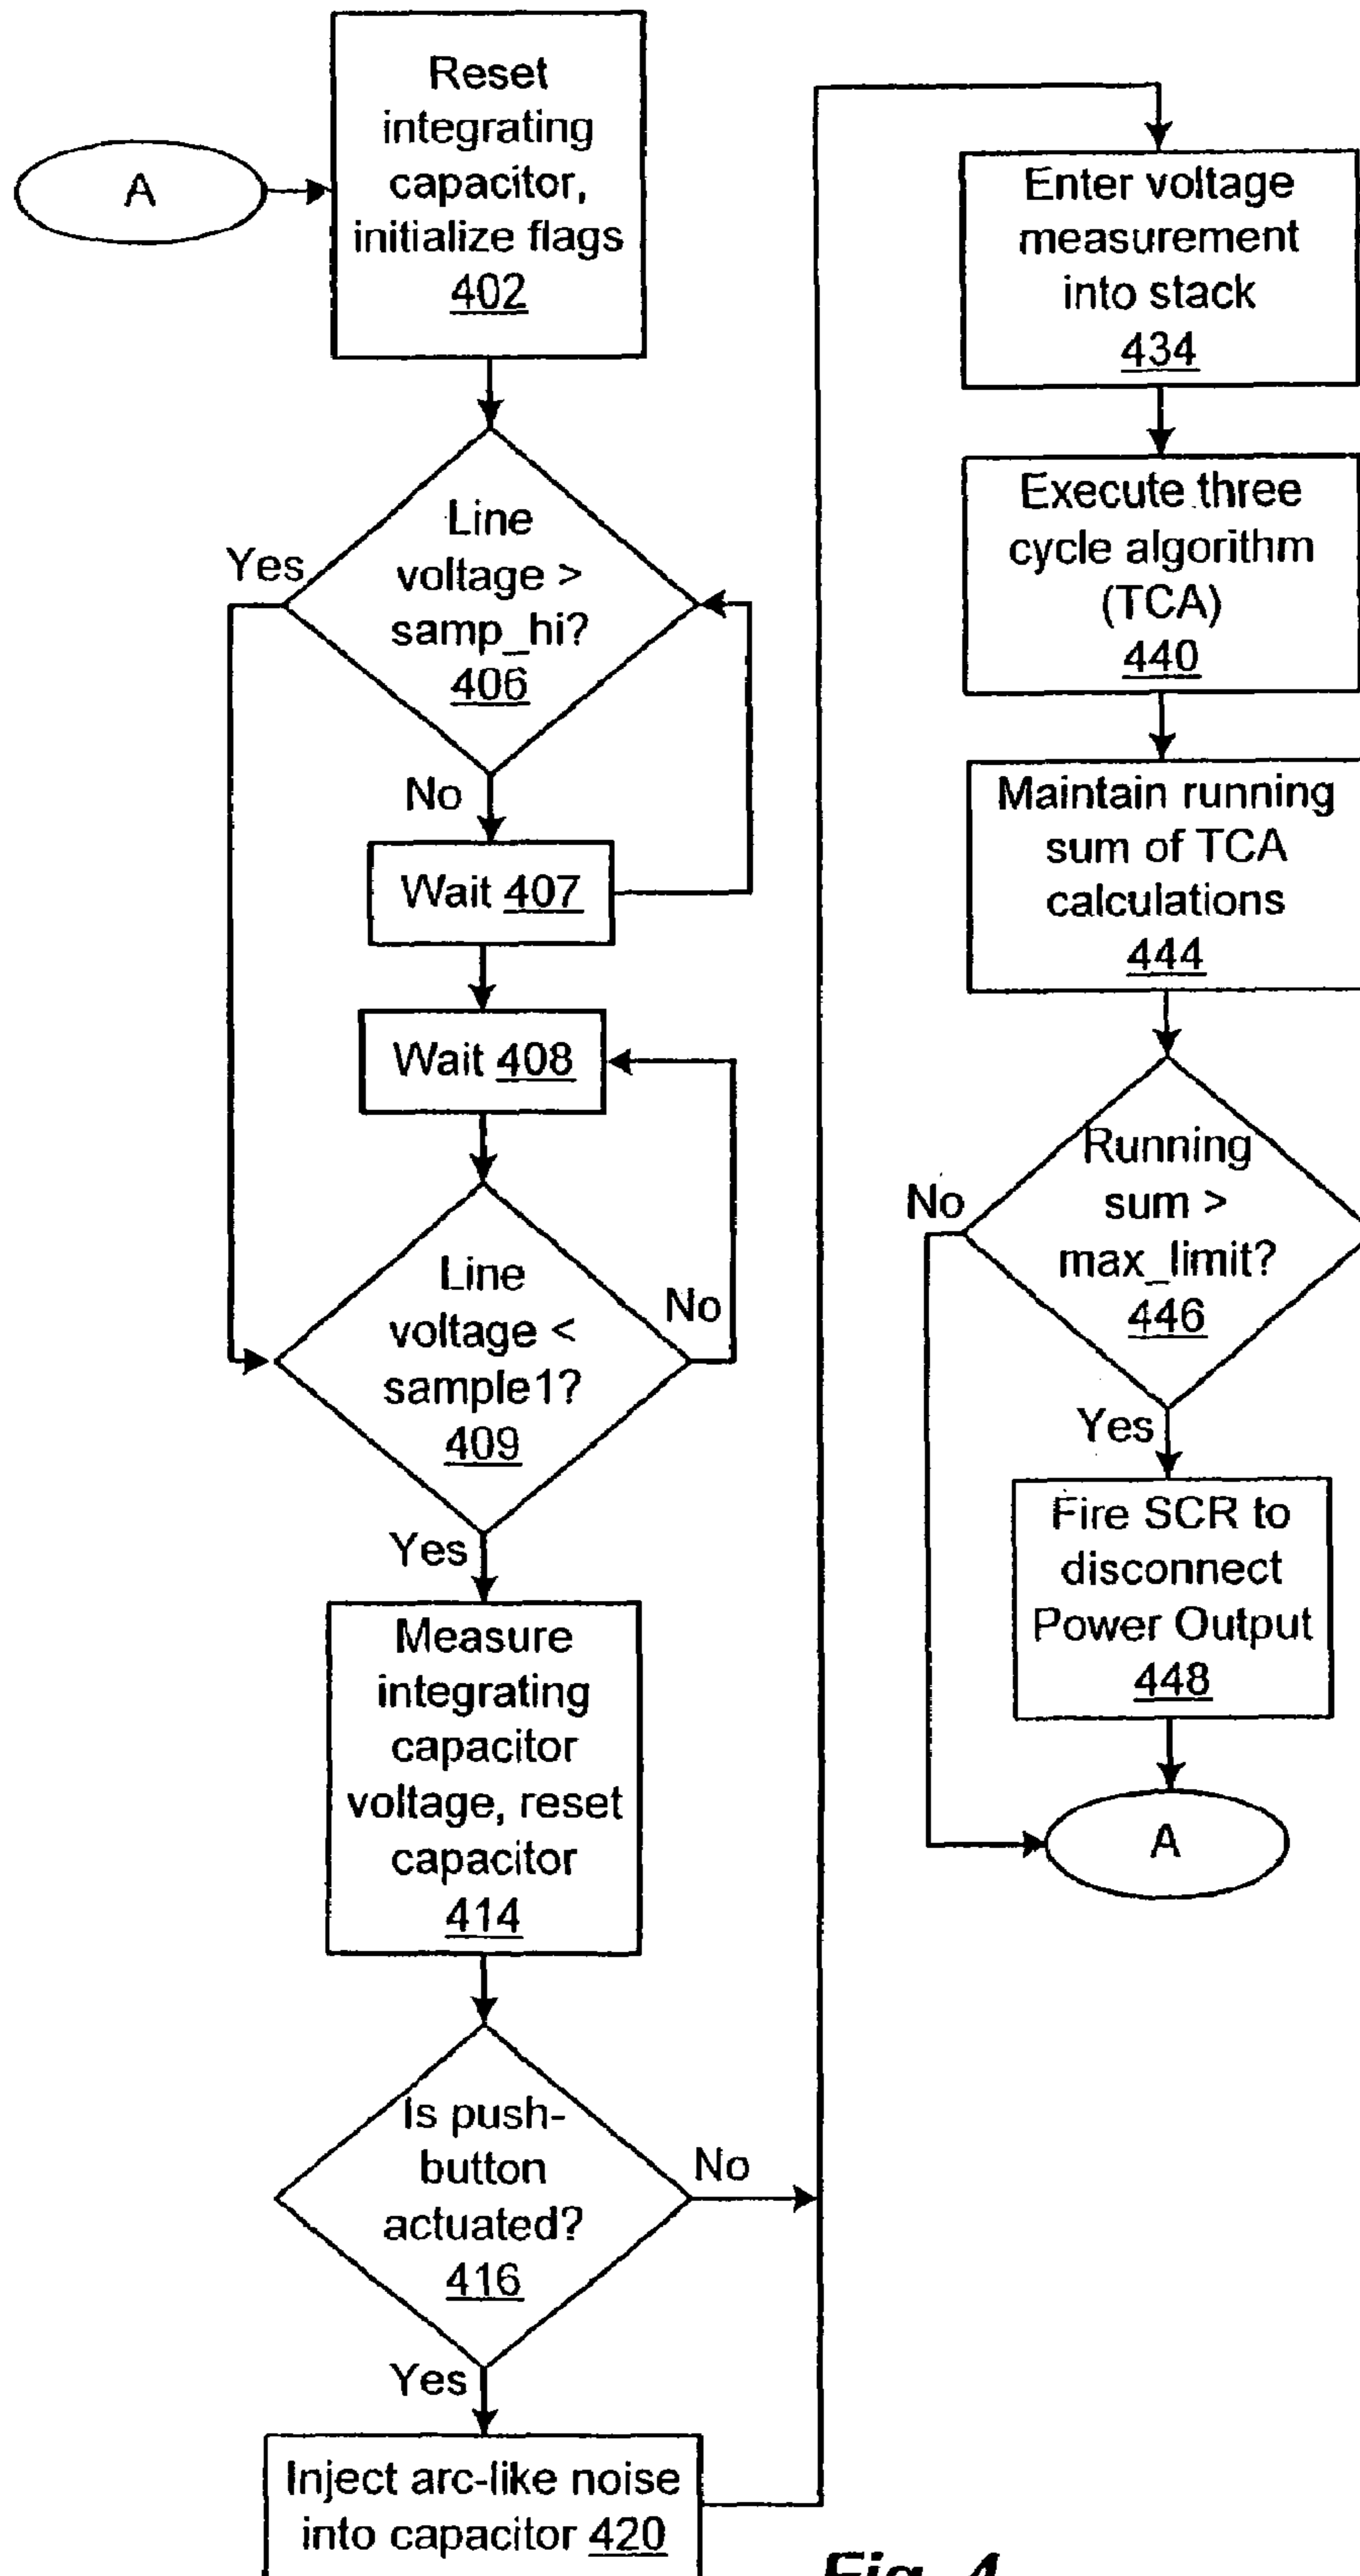 A
Reset
integrating
capacitor,
initialize flags
402
Line
voltage >
samp_hi?
406
Yes
No
Wait 407
Wait 408
Line
voltage <
sample1?
409
No
Yes
Measure
integrating
capacitor
voltage, reset
capacitor
414
Is push-
button
actuated?
416
No
Yes
Inject arc-like noise
into capacitor 420
Enter voltage
measurement
into stack
434
Execute three
cycle algorithm
(TCA)
440
Maintain running
sum of TCA
calculations
444
Running
sum >
max_limit?
446
No
Yes
Fire SCR to
disconnect
Power Output
448
A
Fig. 4